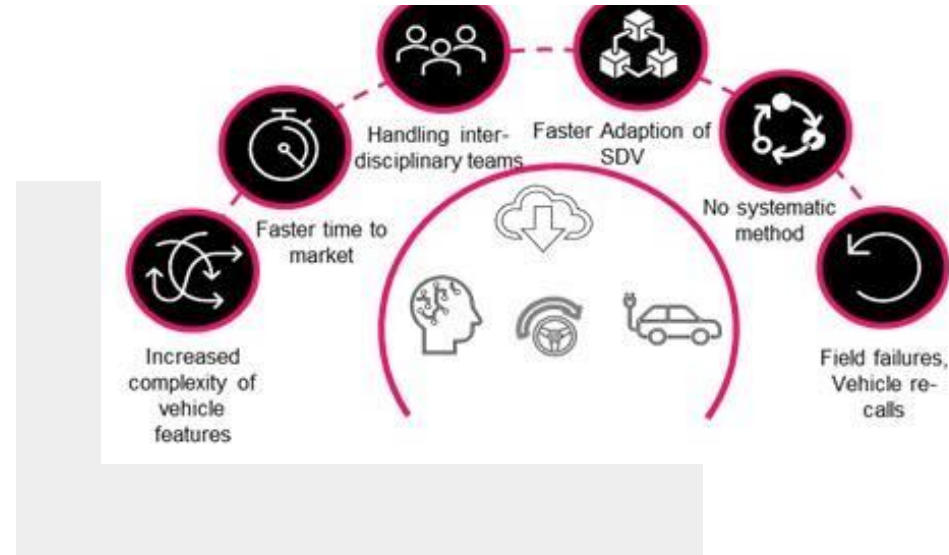 Handling inter-
disciplinary teams
Faster Adaption of
SDV
No systematic
method
Faster time to
market
Increased
complexity of
vehicle
features
Field failures,
Vehicle re-
calls